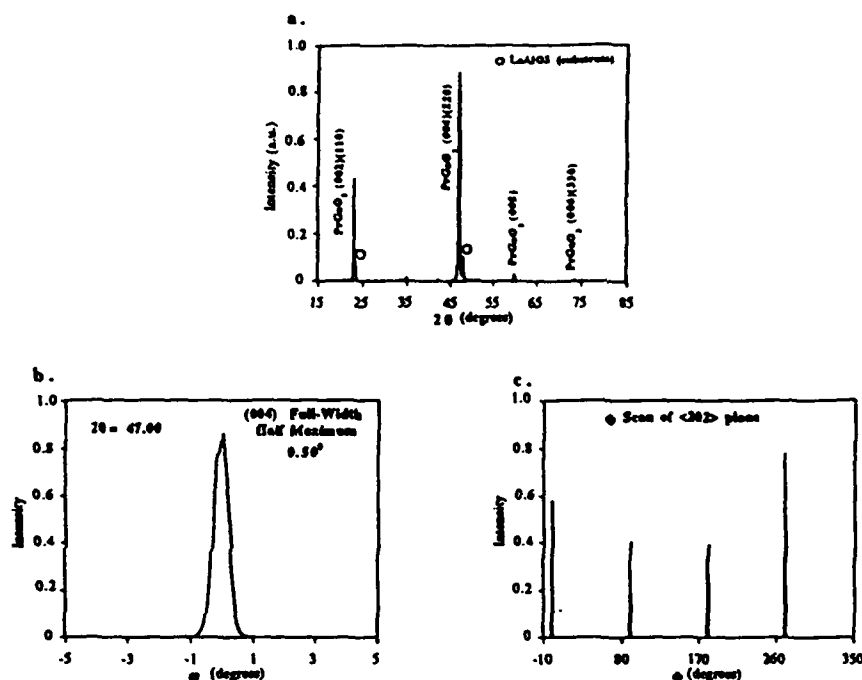 a.
1.0
0.8
0.6
0.4
0.2
0
Intensity (a.u.)
O LaAlO3 (substrate)
PrGaO3 (002)(110)
PrGaO3 (004)(220)
PrGaO3 (006)(330)
15 25 35 45 55 65 75 85
2θ (degrees)
b.
1.0
0.8
0.6
0.4
0.2
0
Intensity
2θ = 47.00
(004) Full-Width
Half Maximum
0.50°
-5 -3 -1 1 3 5
(degrees)
c.
1.0
0.8
0.6
0.4
0.2
0
Intensity
Φ Scan of <202> plane
-10 80 170 260 350
Φ (degrees)